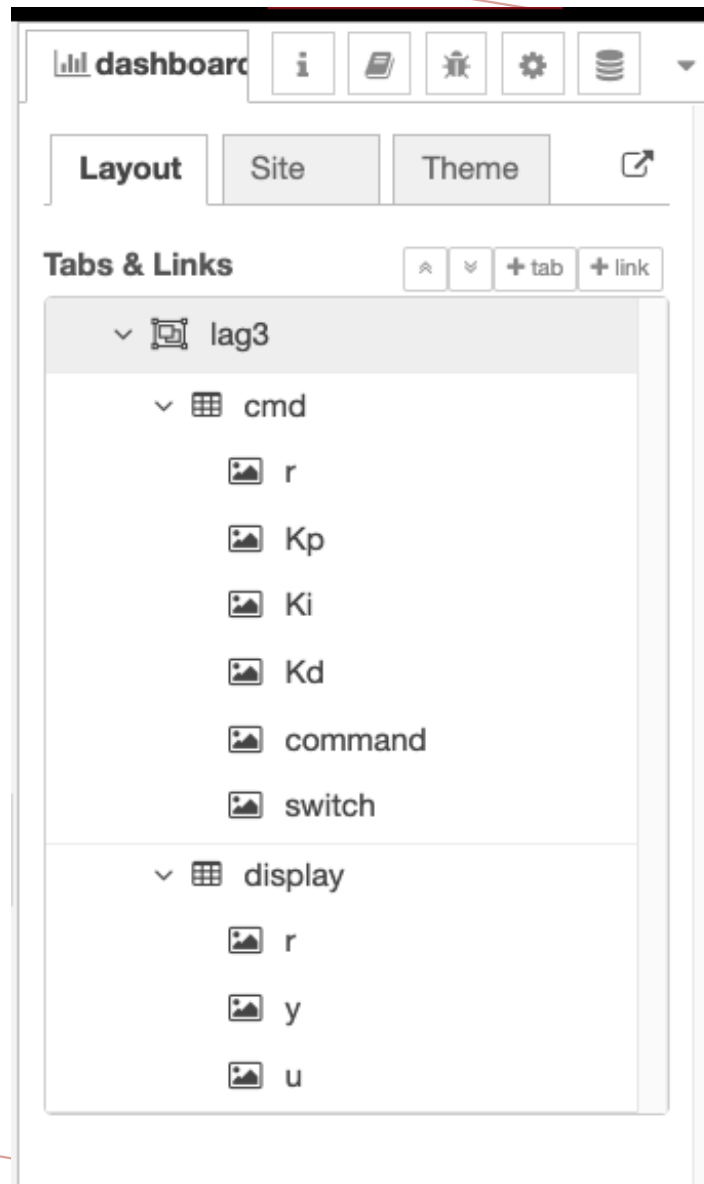 dashboard
Layout Site Theme
Tabs & Links + tab + link
lag3
cmd
r
Kp
Ki
Kd
command
switch
display
r
y
u